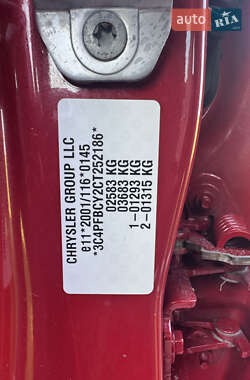 AUTO
RIA
CHRYSLER GROUP LLC
e11*2001/116*0145
*3C4PFBCY2CT252186*
02583 KG
03683 KG
1-01293 KG
2-01315 KG